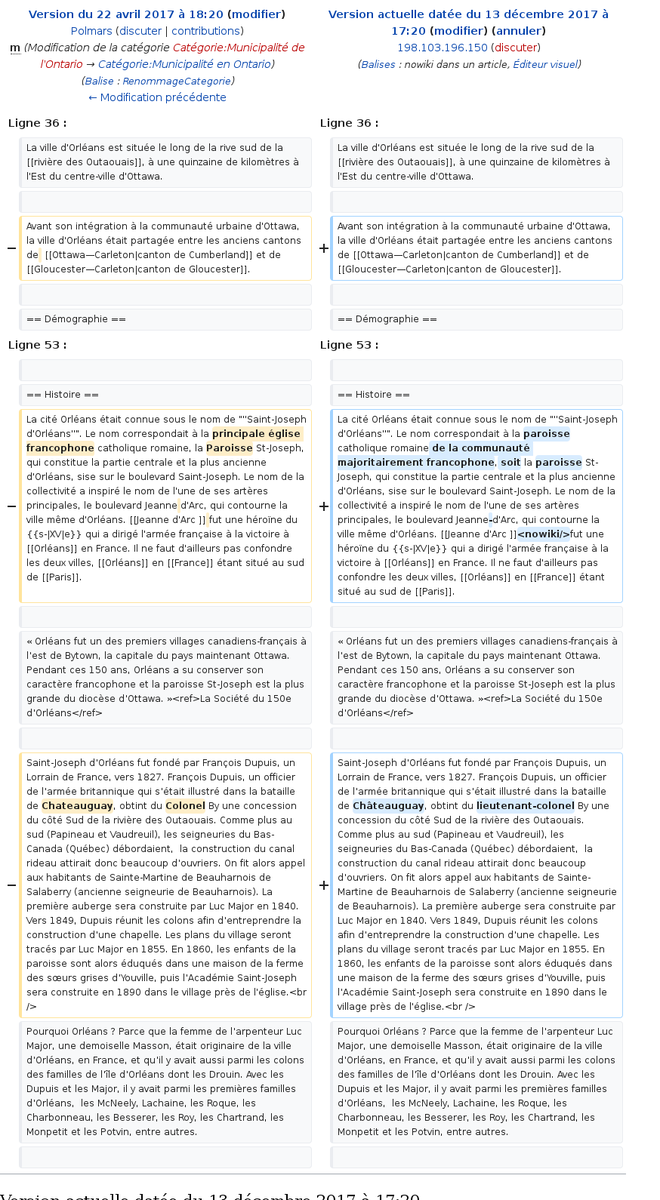 Version du 22 avril 2017 à 18:20 (modifier)
Polmars (discuter | contributions)
m (Modification de la catégorie Catégorie:Municipalité de
l'Ontario → Catégorie:Municipalité en Ontario)
(Balise : RenommageCategorie)
← Modification précédente
Version actuelle datée du 13 décembre 2017 à
17:20 (modifier) (annuler)
198.103.196.150 (discuter)
(Balises : nowiki dans un article, Éditeur visuel)
Ligne 36 :
Ligne 36 :
La ville d'Orléans est située le long de la rive sud de la
[[rivière des Outaouais]], à une quinzaine de kilomètres à
l'Est du centre-ville d'Ottawa.
La ville d'Orléans est située le long de la rive sud de la
[[rivière des Outaouais]], à une quinzaine de kilomètres à
l'Est du centre-ville d'Ottawa.
−
Avant son intégration à la communauté urbaine d'Ottawa,
la ville d'Orléans était partagée entre les anciens cantons
de  [[Ottawa—Carleton|canton de Cumberland]] et de
[[Gloucester—Carleton|canton de Gloucester]].
+
Avant son intégration à la communauté urbaine d'Ottawa,
la ville d'Orléans était partagée entre les anciens cantons
de [[Ottawa—Carleton|canton de Cumberland]] et de
[[Gloucester—Carleton|canton de Gloucester]].
== Démographie ==
== Démographie ==
Ligne 53 :
Ligne 53 :
== Histoire ==
== Histoire ==
−
La cité Orléans était connue sous le nom de '"'Saint-Joseph
d'Orléans'"'. Le nom correspondait à la principale église
francophone catholique romaine, la Paroisse St-Joseph,
qui constitue la partie centrale et la plus ancienne
d'Orléans, sise sur le boulevard Saint-Joseph. Le nom de la
collectivité a inspiré le nom de l'une de ses artères
principales, le boulevard Jeanne d'Arc, qui contourne la
ville même d'Orléans. [[Jeanne d'Arc ]] fut une héroïne du
{{s-|XV|e}} qui a dirigé l'armée française à la victoire à
[[Orléans]] en France. Il ne faut d'ailleurs pas confondre
les deux villes, [[Orléans]] en [[France]] étant situé au sud
de [[Paris]].
+
La cité Orléans était connue sous le nom de '"'Saint-Joseph
d'Orléans'"'. Le nom correspondait à la paroisse
catholique romaine de la communauté
majoritairement francophone, soit la paroisse St-
Joseph, qui constitue la partie centrale et la plus ancienne
d'Orléans, sise sur le boulevard Saint-Joseph. Le nom de la
collectivité a inspiré le nom de l'une de ses artères
principales, le boulevard Jeanne-d'Arc, qui contourne la
ville même d'Orléans. [[Jeanne d'Arc ]]<nowiki/>fut une
héroïne du {{s-|XV|e}} qui a dirigé l'armée française à la
victoire à [[Orléans]] en France. Il ne faut d'ailleurs pas
confondre les deux villes, [[Orléans]] en [[France]] étant
situé au sud de [[Paris]].
« Orléans fut un des premiers villages canadiens-français à
l'est de Bytown, la capitale du pays maintenant Ottawa.
Pendant ces 150 ans, Orléans a su conserver son
caractère francophone et la paroisse St-Joseph est la plus
grande du diocèse d'Ottawa. »<ref>La Société du 150e
d'Orléans</ref>
« Orléans fut un des premiers villages canadiens-français à
l'est de Bytown, la capitale du pays maintenant Ottawa.
Pendant ces 150 ans, Orléans a su conserver son
caractère francophone et la paroisse St-Joseph est la plus
grande du diocèse d'Ottawa. »<ref>La Société du 150e
d'Orléans</ref>
−
Saint-Joseph d'Orléans fut fondé par François Dupuis, un
Lorrain de France, vers 1827. François Dupuis, un officier
de l'armée britannique qui s'était illustré dans la bataille
de Chateauguay, obtint du Colonel By une concession
du côté Sud de la rivière des Outaouais. Comme plus au
sud (Papineau et Vaudreuil), les seigneuries du Bas-
Canada (Québec) débordaient,  la construction du canal
rideau attirait donc beaucoup d'ouvriers. On fit alors appel
aux habitants de Sainte-Martine de Beauharnois de
Salaberry (ancienne seigneurie de Beauharnois). La
première auberge sera construite par Luc Major en 1840.
Vers 1849, Dupuis réunit les colons afin d'entreprendre la
construction d'une chapelle. Les plans du village seront
tracés par Luc Major en 1855. En 1860, les enfants de la
paroisse sont alors éduqués dans une maison de la ferme
des sœurs grises d'Youville, puis l'Académie Saint-Joseph
sera construite en 1890 dans le village près de l'église.<br
/>
+
Saint-Joseph d'Orléans fut fondé par François Dupuis, un
Lorrain de France, vers 1827. François Dupuis, un officier
de l'armée britannique qui s'était illustré dans la bataille
de Châteauguay, obtint du lieutenant-colonel By une
concession du côté Sud de la rivière des Outaouais.
Comme plus au sud (Papineau et Vaudreuil), les
seigneuries du Bas-Canada (Québec) débordaient,  la
construction du canal rideau attirait donc beaucoup
d'ouvriers. On fit alors appel aux habitants de Sainte-
Martine de Beauharnois de Salaberry (ancienne seigneurie
de Beauharnois). La première auberge sera construite par
Luc Major en 1840. Vers 1849, Dupuis réunit les colons
afin d'entreprendre la construction d'une chapelle. Les
plans du village seront tracés par Luc Major en 1855. En
1860, les enfants de la paroisse sont alors éduqués dans
une maison de la ferme des sœurs grises d'Youville, puis
l'Académie Saint-Joseph sera construite en 1890 dans le
village près de l'église.<br />
Pourquoi Orléans ? Parce que la femme de l'arpenteur Luc
Major, une demoiselle Masson, était originaire de la ville
d'Orléans, en France, et qu'il y avait aussi parmi les colons
des familles de l'île d'Orléans dont les Drouin. Avec les
Dupuis et les Major, il y avait parmi les premières familles
d'Orléans,  les McNeely, Lachaine, les Roque, les
Charbonneau, les Besserer, les Roy, les Chartrand, les
Monpetit et les Potvin, entre autres.
Pourquoi Orléans ? Parce que la femme de l'arpenteur Luc
Major, une demoiselle Masson, était originaire de la ville
d'Orléans, en France, et qu'il y avait aussi parmi les colons
des familles de l'île d'Orléans dont les Drouin. Avec les
Dupuis et les Major, il y avait parmi les premières familles
d'Orléans,  les McNeely, Lachaine, les Roque, les
Charbonneau, les Besserer, les Roy, les Chartrand, les
Monpetit et les Potvin, entre autres.
Version actuelle datée du 13 décembre 2017 à 17:20